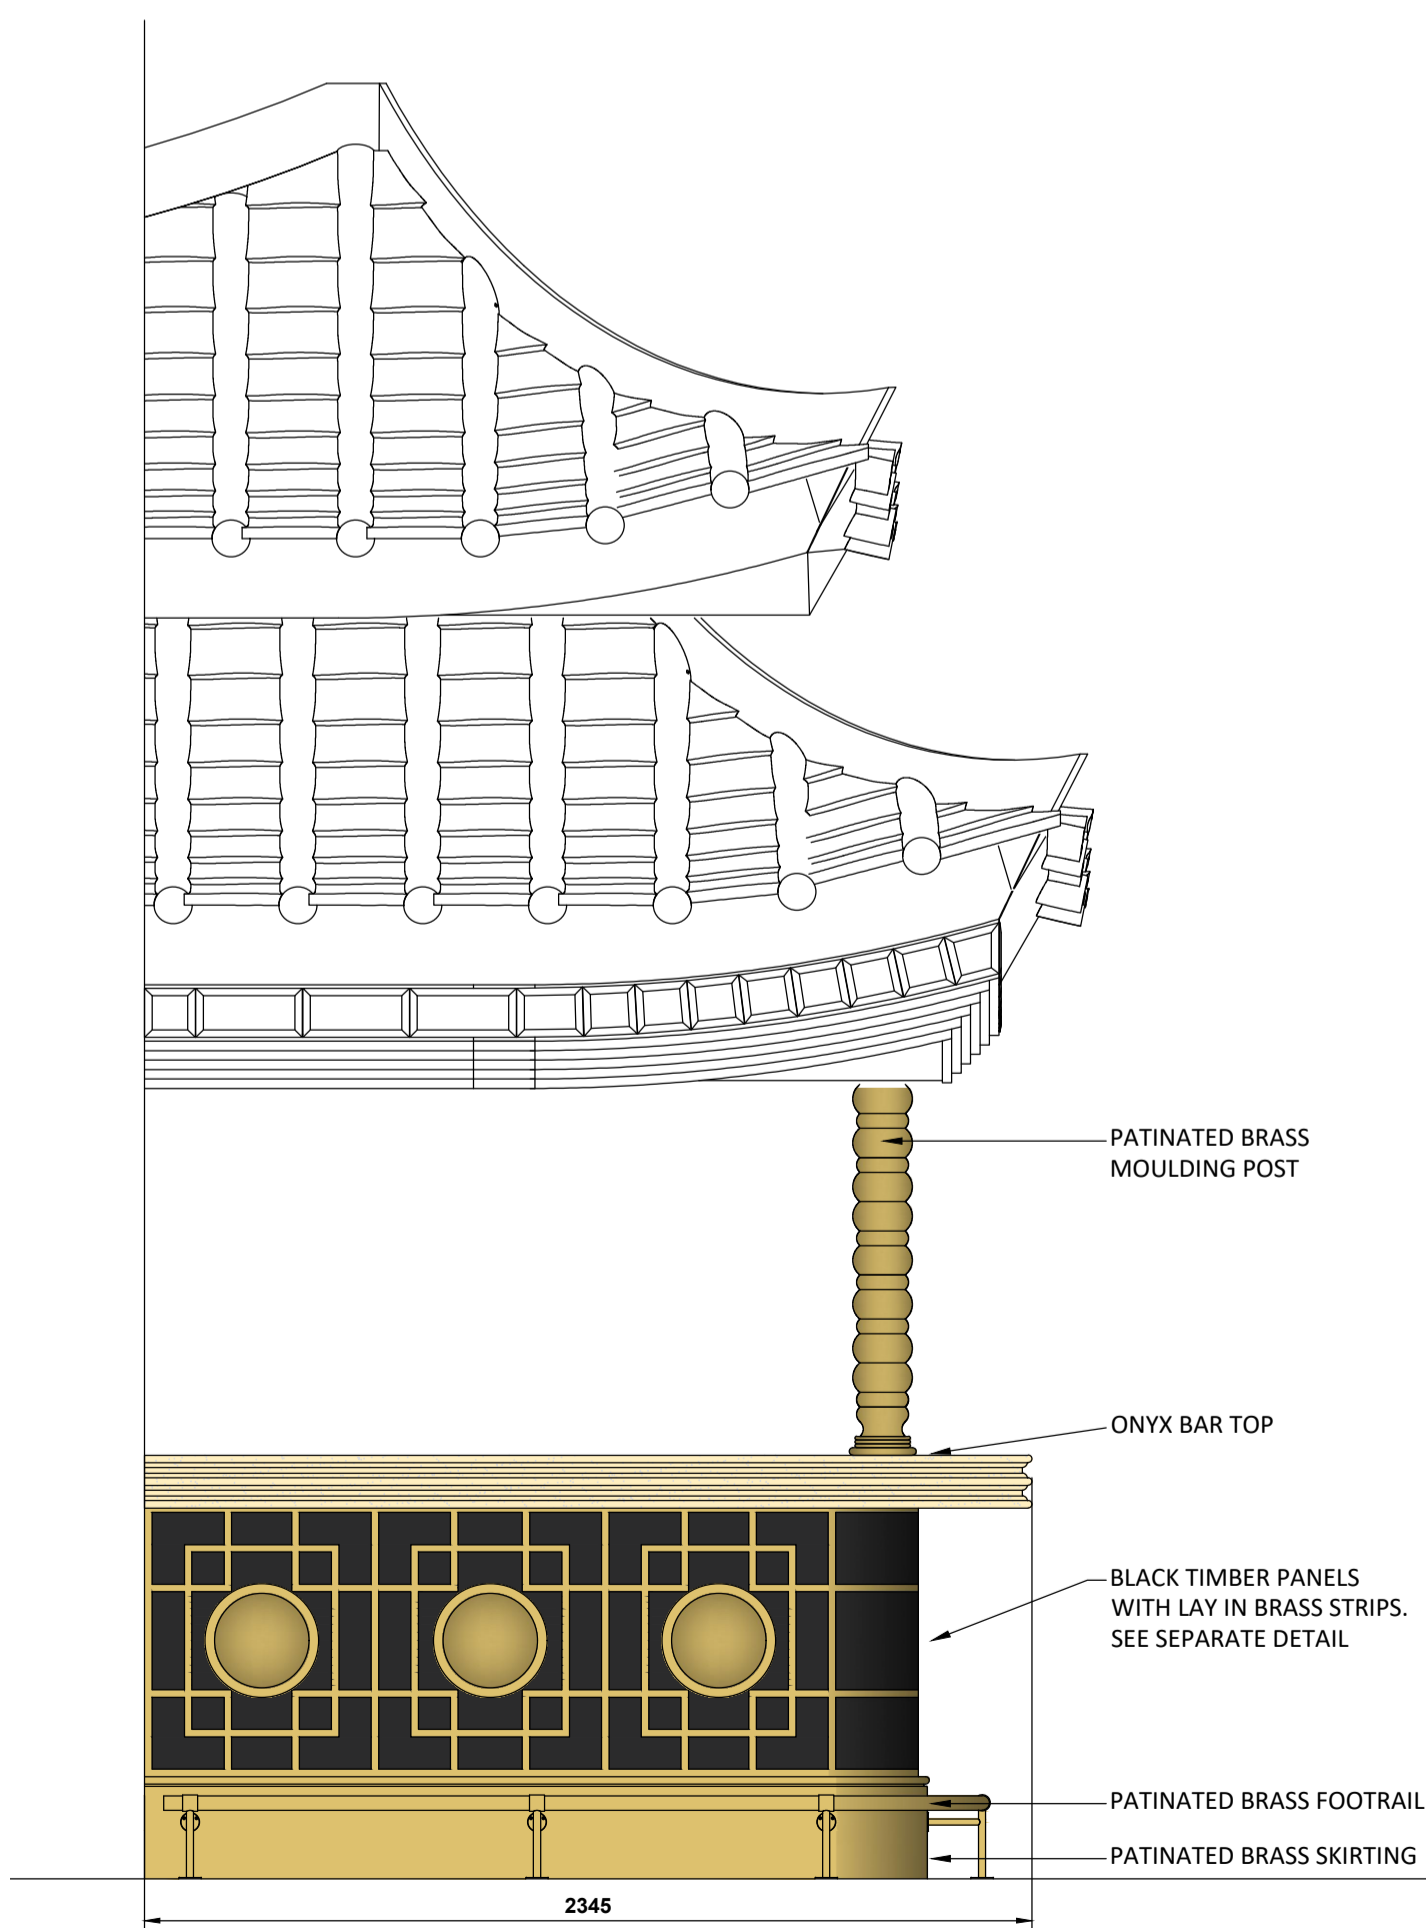 PATINATED BRASS
MOULDING POST
ONYX BAR TOP
BLACK TIMBER PANELS
WITH LAY IN BRASS STRIPS.
SEE SEPARATE DETAIL
PATINATED BRASS FOOTRAIL
PATINATED BRASS SKIRTING
2345